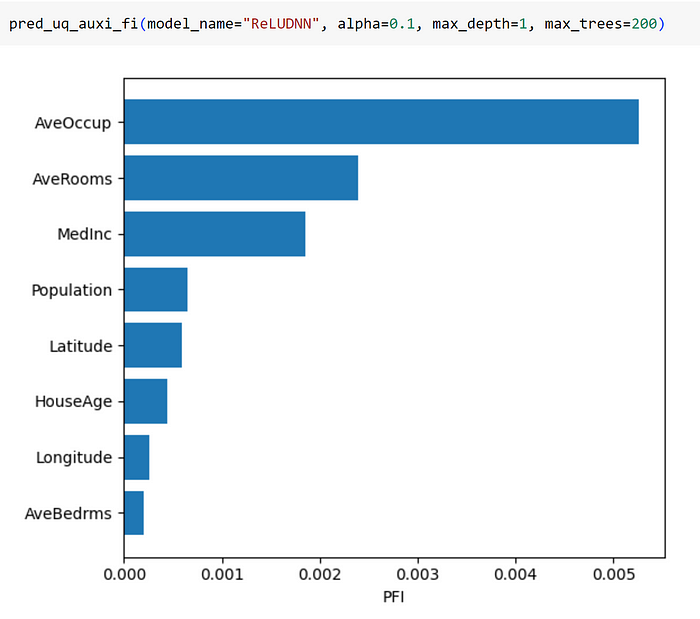 pred_uq_auxi_fi(model_name="ReLUDNN", alpha=0.1, max_depth=1, max_trees=200)
AveOccup
AveRooms
MedInc
Population
Latitude
HouseAge
Longitude
AveBedrms
0.000 0.001 0.002 0.003 0.004 0.005
PFI